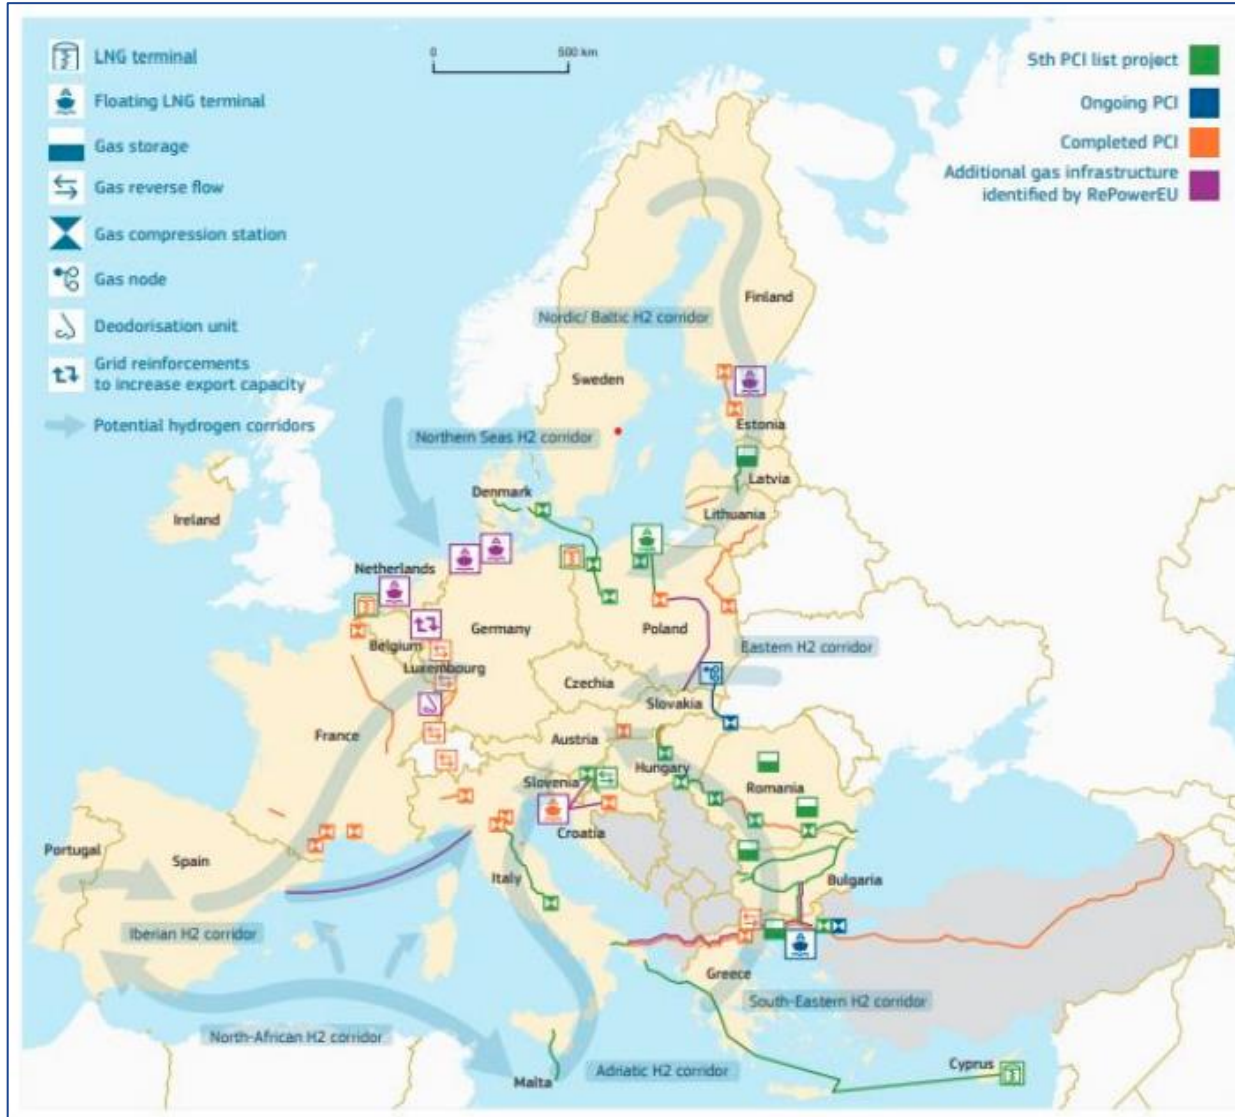 LNG terminal
Floating LNG terminal
Gas storage
Gas reverse flow
Gas compression station
Gas node
Deodorisation unit
Grid reinforcements
to increase export capacity
Potential hydrogen corridors
0 500 km
5th PCI list project
Ongoing PCI
Completed PCI
Additional gas infrastructure
identified by RePowerEU
Finland
Nordic/ Baltic H2 corridor
Sweden
Estonia
Northern Seas H2 corridor
Latvia
Denmark
Lithuania
Ireland
Netherlands
Germany
Poland
Belgium
Eastern H2 corridor
Luxembourg
Czechia
Slovakia
France
Austria
Hungary
Slovenia
Romania
Croatia
Portugal
Spain
Italy
Bulgaria
Iberian H2 corridor
Greece
South-Eastern H2 corridor
North-African H2 corridor
Cyprus
Adriatic H2 corridor
Malta